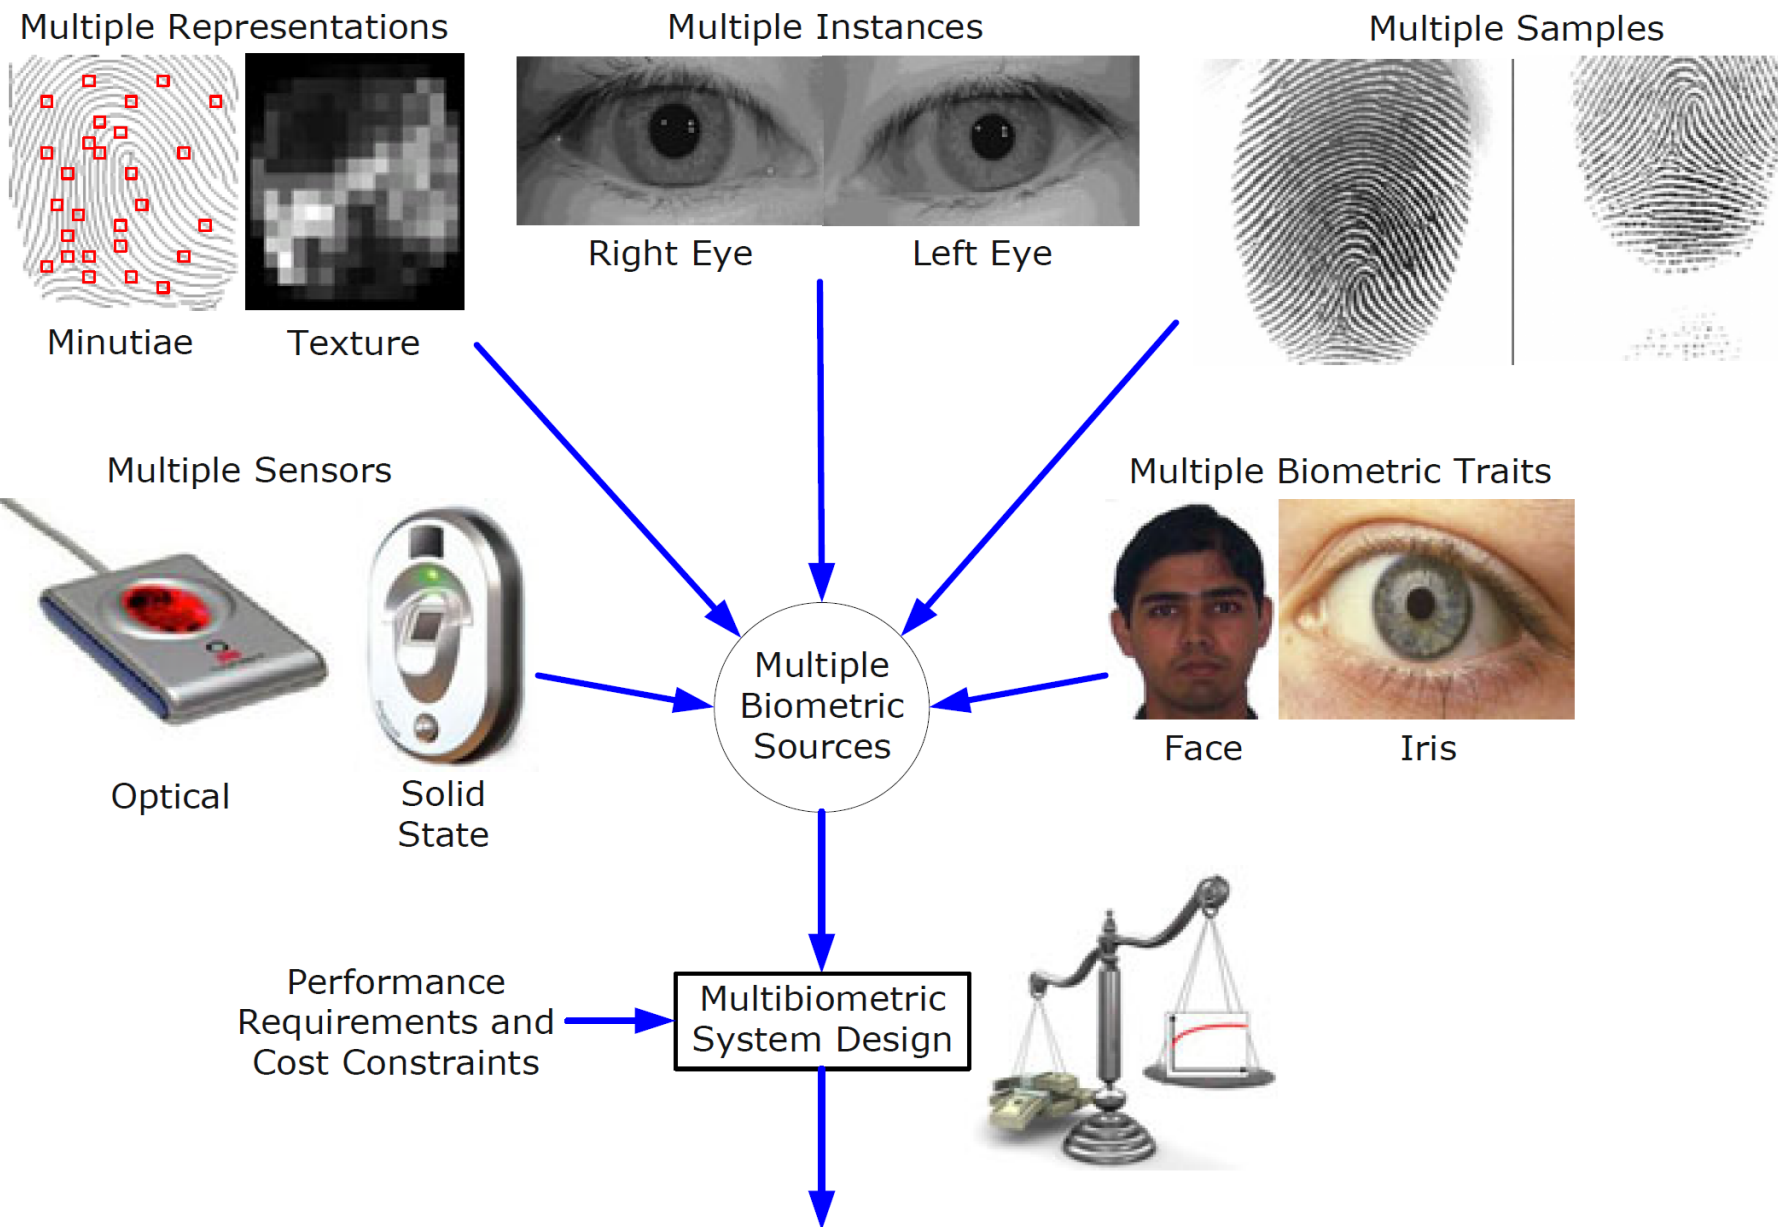 Multiple Representations
Multiple Instances
Multiple Samples
Right Eye
Left Eye
Minutiae
Texture
Multiple Sensors
Multiple Biometric Traits
Multiple
Biometric
Sources
Face
Iris
Optical
Solid
State
Performance
Requirements and
Cost Constraints
Multibiometric
System Design